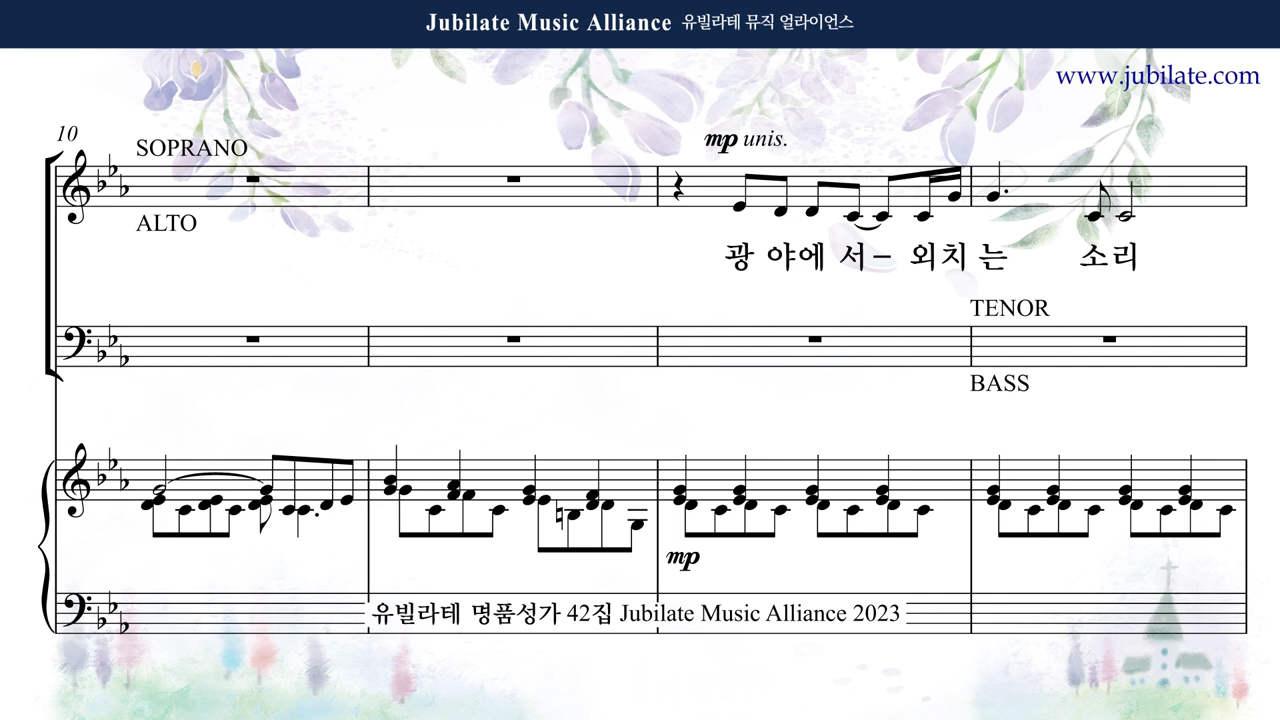 Jubilate Music Alliance 유빌라테 뮤직 얼라이언스
www.jubilate.com
10
SOPRANO
mp unis.
ALTO
광 야에 서- 외치 는 소리
TENOR
BASS
mp
유빌라테 명품성가 42집 Jubilate Music Alliance 2023